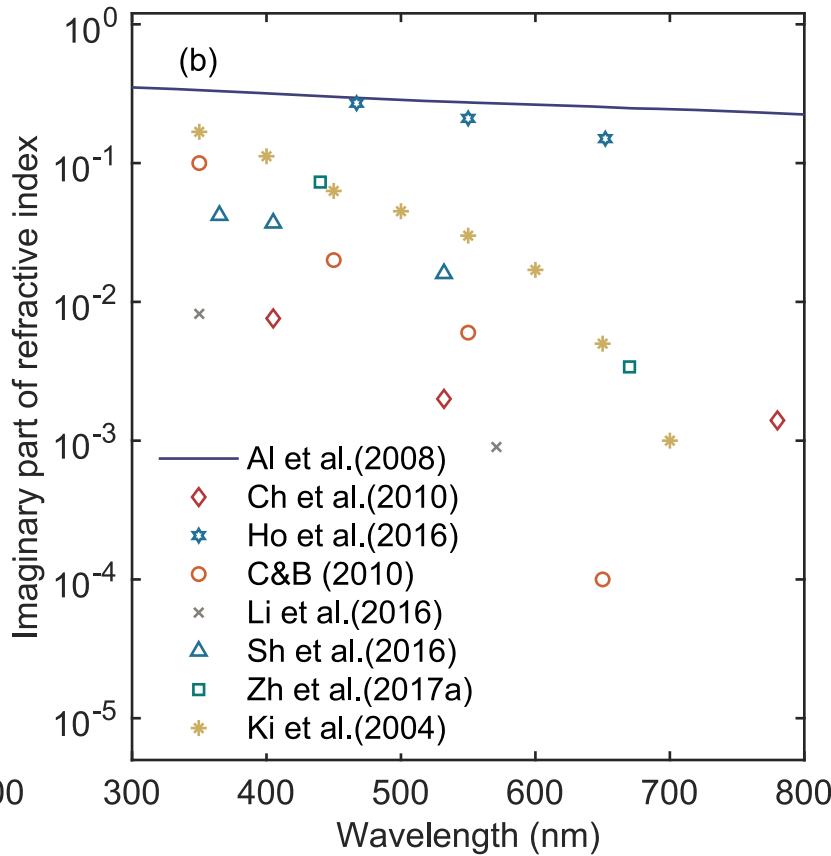 (b)
10^0
10^-1
10^-2
10^-3
10^-4
10^-5
Imaginary part of refractive index
Al et al.(2008)
Ch et al.(2010)
Ho et al.(2016)
C&B (2010)
Li et al.(2016)
Sh et al.(2016)
Zh et al.(2017a)
Ki et al.(2004)
00 300 400 500 600 700 800
Wavelength (nm)